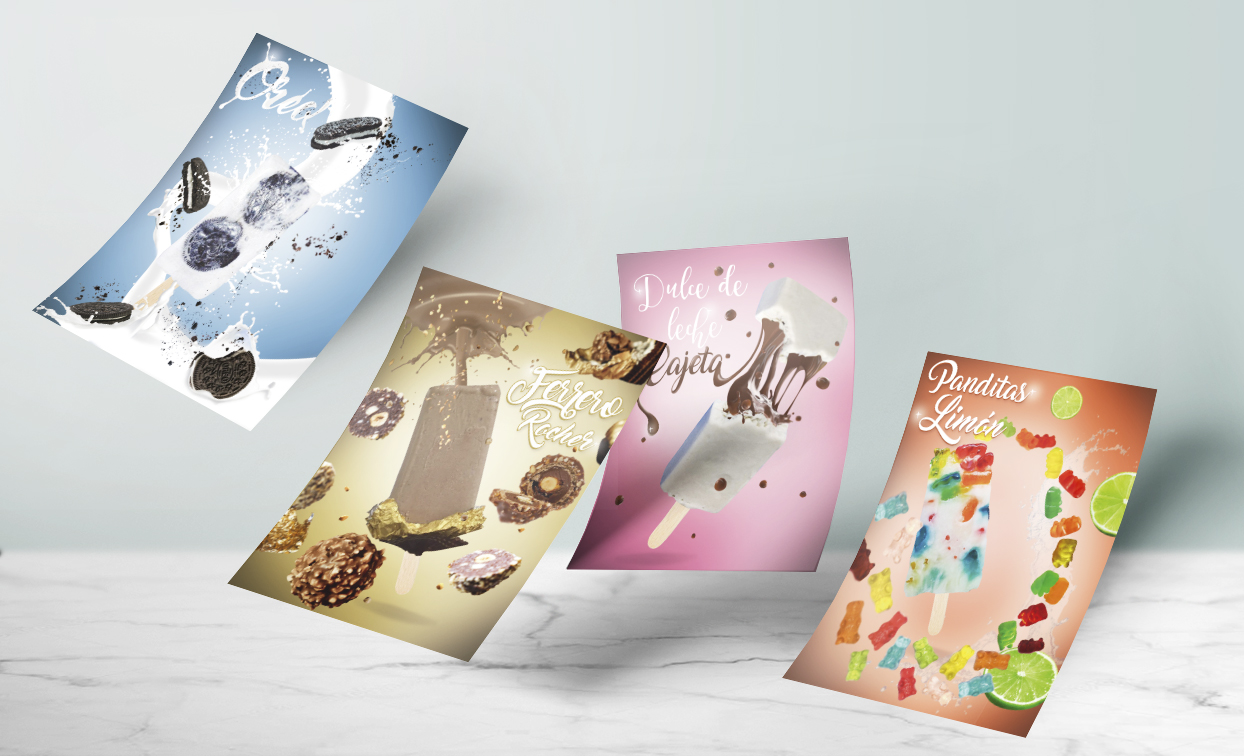 Oreo
Ferrero
Rocher
Dulce de
leche
Cajeta
Panditas
Limón